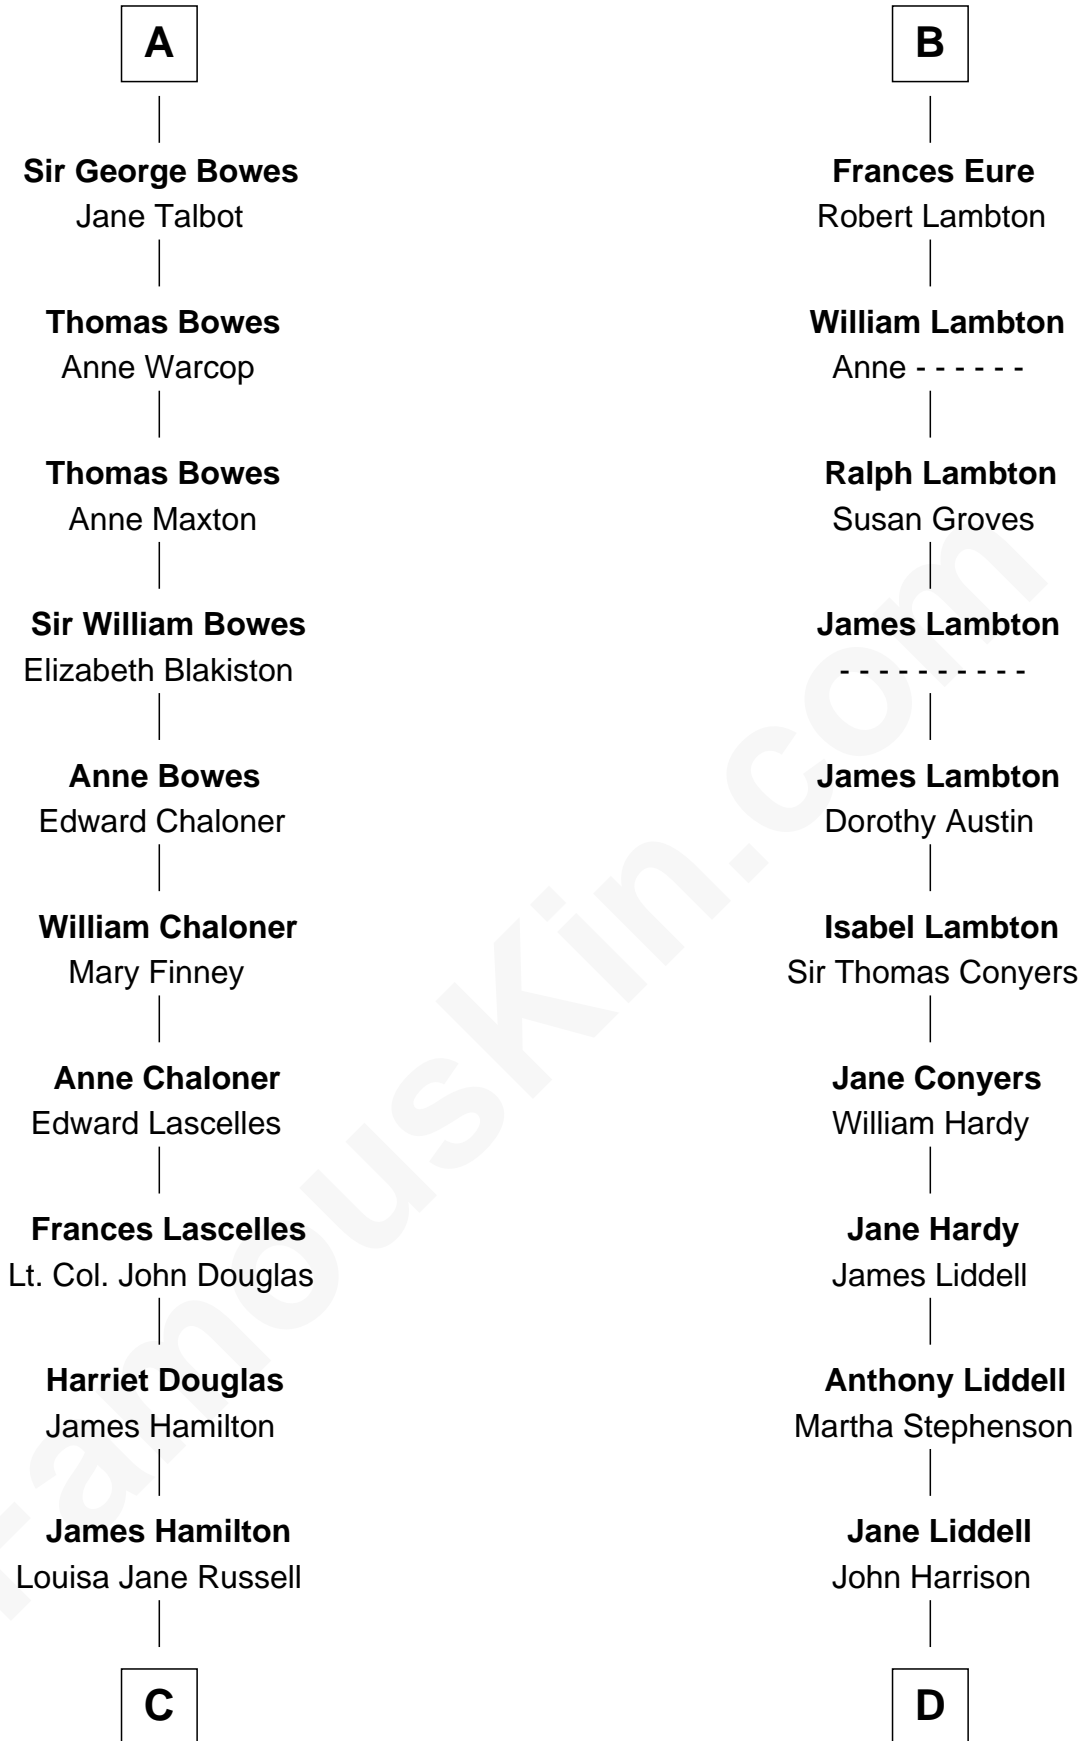 A
Sir George Bowes
Jane Talbot
Thomas Bowes
Anne Warcop
Thomas Bowes
Anne Maxton
Sir William Bowes
Elizabeth Blakiston
Anne Bowes
Edward Chaloner
William Chaloner
Mary Finney
Anne Chaloner
Edward Lascelles
Frances Lascelles
Lt. Col. John Douglas
Harriet Douglas
James Hamilton
James Hamilton
Louisa Jane Russell
C
B
Frances Eure
Robert Lambton
William Lambton
Anne - - - - - -
Ralph Lambton
Susan Groves
James Lambton
- - - - - - - - - -
James Lambton
Dorothy Austin
Isabel Lambton
Sir Thomas Conyers
Jane Conyers
William Hardy
Jane Hardy
James Liddell
Anthony Liddell
Martha Stephenson
Jane Liddell
John Harrison
D
FamousKin.com